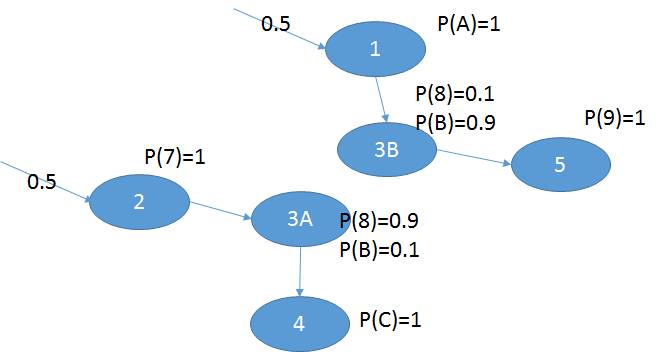 0.5
1
P(A)=1
P(8)=0.1
P(B)=0.9
3B
P(9)=1
5
P(7)=1
0.5
2
3A
P(8)=0.9
P(B)=0.1
4
P(C)=1